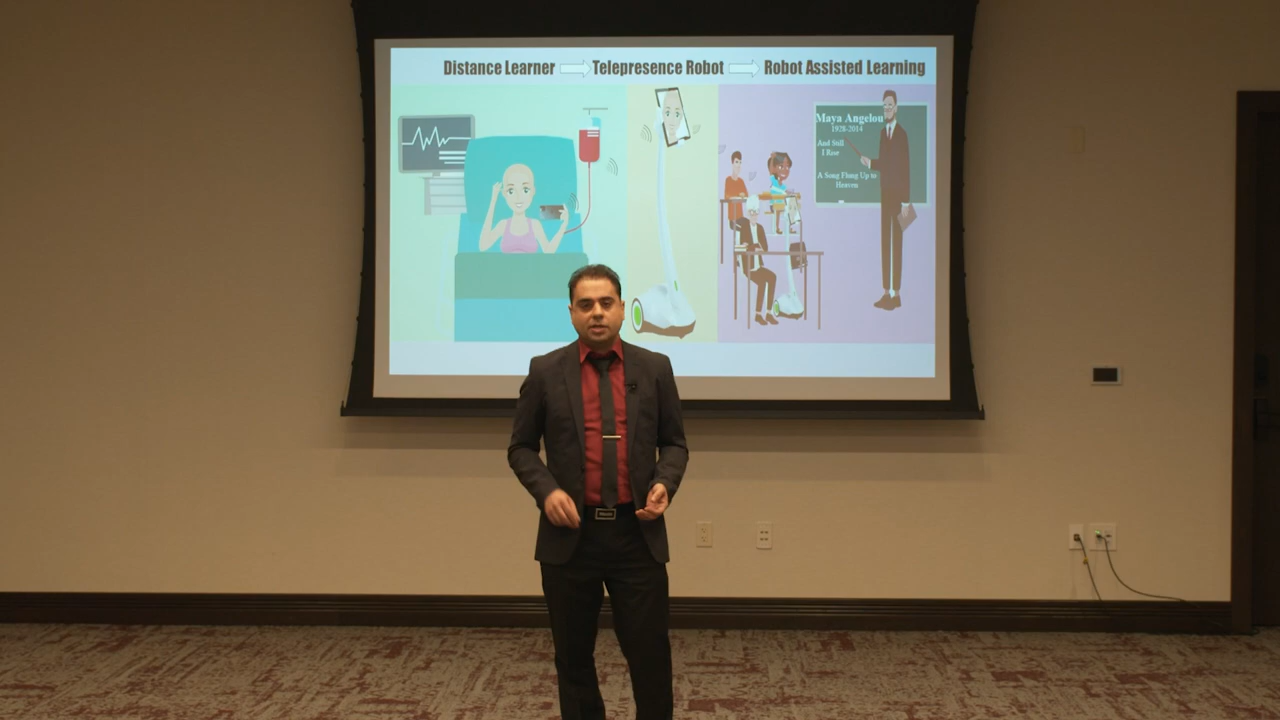 Distance Learner
Telepresence Robot
Robot Assisted Learning
Maya Angelou
1928-2014
And Still
I Rise
A Song Flung Up to
Heaven